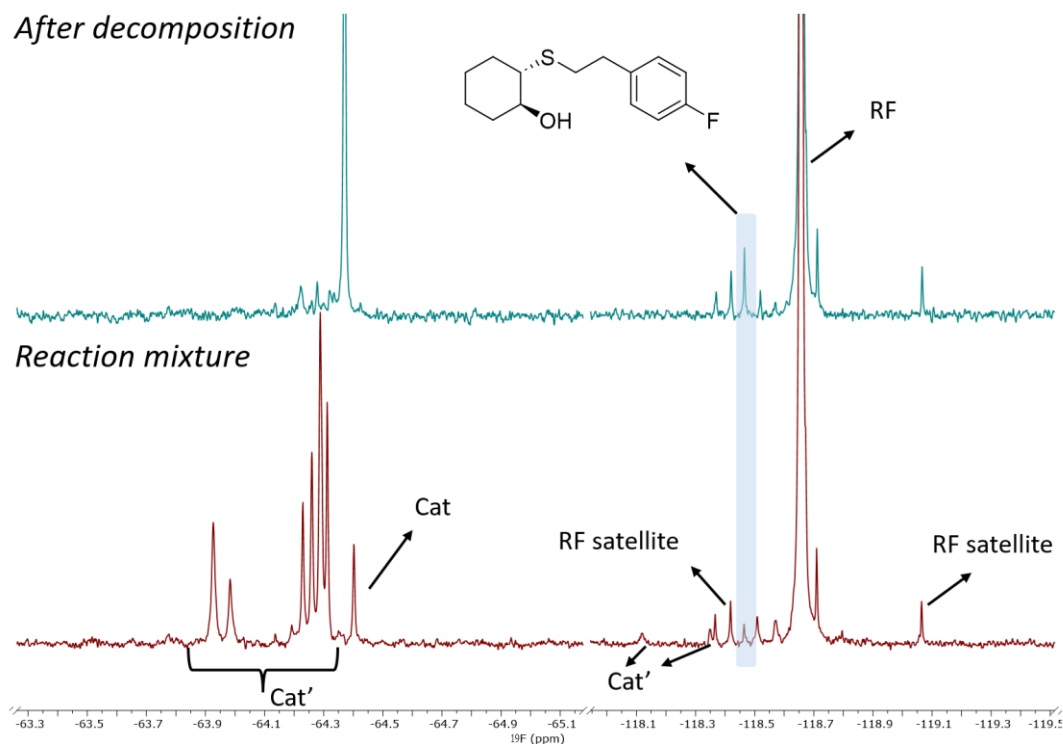 After decomposition
S
OH
F
RF
Reaction mixture
Cat
RF satellite
RF satellite
Cat’
Cat’
-63.3 -63.5 -63.7 -63.9 -64.1 -64.3 -64.5 -64.7 -64.9 -65.1 -118.1 -118.3 -118.5 -118.7 -118.9 -119.1 -119.3 -119.5
¹⁹F (ppm)